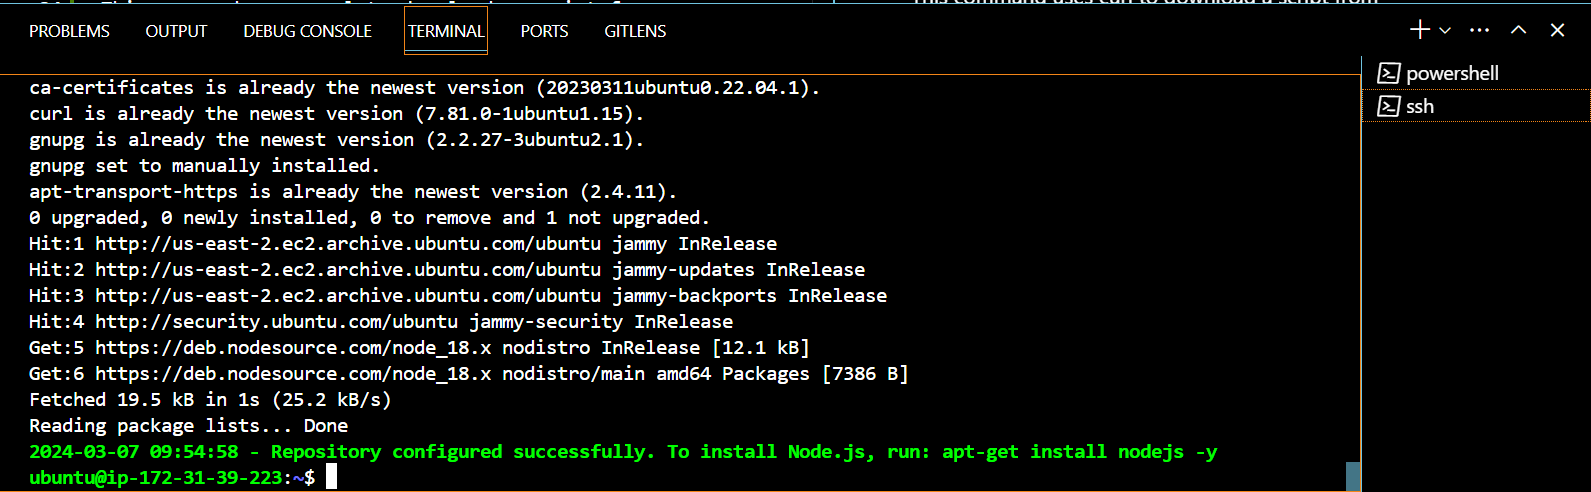 PROBLEMS OUTPUT DEBUG CONSOLE TERMINAL PORTS GITLENS
powershell
ssh
ca-certificates is already the newest version (20230311ubuntu0.22.04.1).
curl is already the newest version (7.81.0-1ubuntu1.15).
gnupg is already the newest version (2.2.27-3ubuntu2.1).
gnupg set to manually installed.
apt-transport-https is already the newest version (2.4.11).
0 upgraded, 0 newly installed, 0 to remove and 1 not upgraded.
Hit:1 http://us-east-2.ec2.archive.ubuntu.com/ubuntu jammy InRelease
Hit:2 http://us-east-2.ec2.archive.ubuntu.com/ubuntu jammy-updates InRelease
Hit:3 http://us-east-2.ec2.archive.ubuntu.com/ubuntu jammy-backports InRelease
Hit:4 http://security.ubuntu.com/ubuntu jammy-security InRelease
Get:5 https://deb.nodesource.com/node_18.x nodistro InRelease [12.1 kB]
Get:6 https://deb.nodesource.com/node_18.x nodistro/main amd64 Packages [7386 B]
Fetched 19.5 kB in 1s (25.2 kB/s)
Reading package lists... Done
2024-03-07 09:54:58 - Repository configured successfully. To install Node.js, run: apt-get install nodejs -y
ubuntu@ip-172-31-39-223:~$